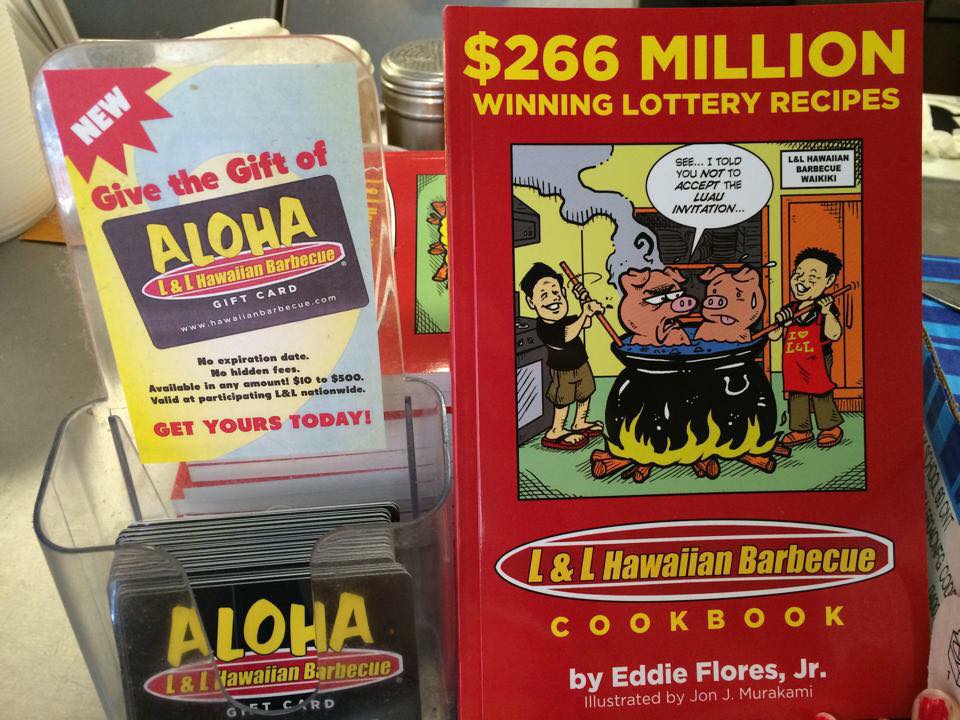 NEW
Give the Gift of
ALOHA
L & L Hawaiian Barbecue
GIFT CARD
www.hawaiianbarbecue.com
No expiration date.
No hidden fees.
Available in any amount! $10 to $500.
Valid at participating L&L nationwide.
GET YOURS TODAY!
ALOHA
L & L Hawaiian Barbecue
GIFT CARD
$266 MILLION
WINNING LOTTERY RECIPES
SEE... I TOLD
YOU NOT TO
ACCEPT THE
LUAU
INVITATION...
L&L HAWAIIAN
BARBECUE
WAIKIKI
?
I ♥
L&L
L & L Hawaiian Barbecue
COOKBOOK
by Eddie Flores, Jr.
Illustrated by Jon J. Murakami